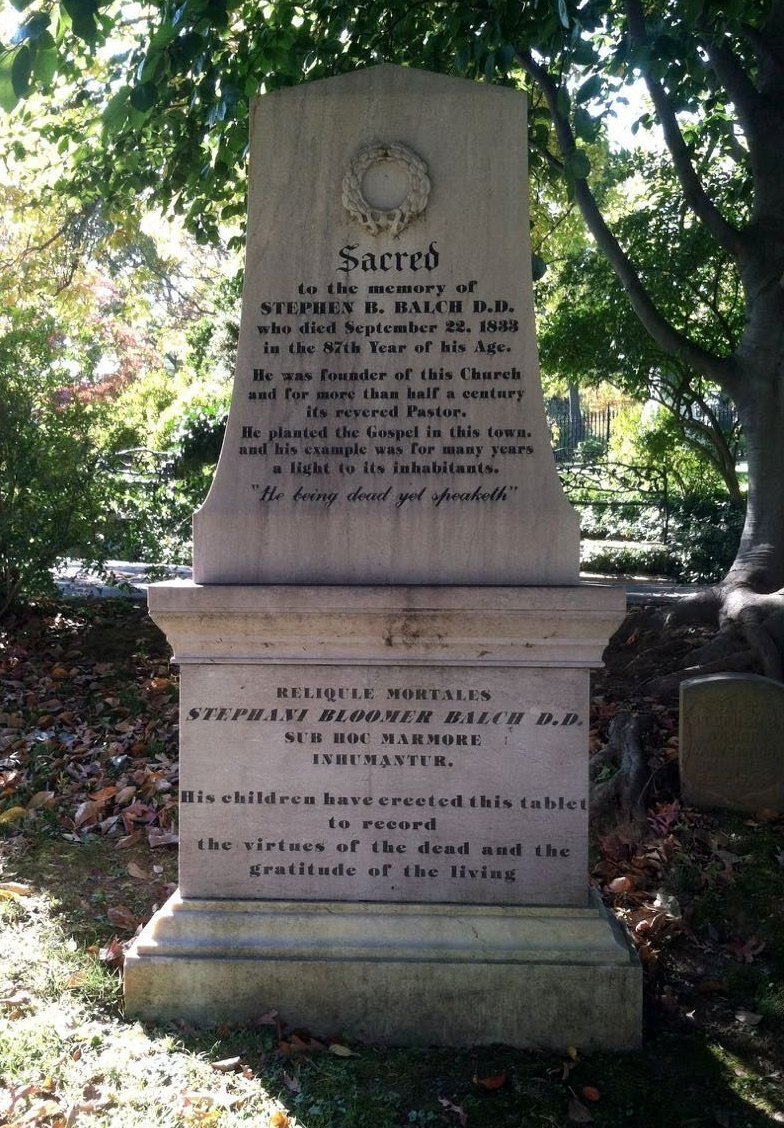 Sacred
to the memory of
STEPHEN B. BALCH D.D.
who died September 22. 1833
in the 87th Year of his Age.
He was founder of this Church
and for more than half a century
its revered Pastor.
He planted the Gospel in this town.
and his example was for many years
a light to its inhabitants.
"He being dead yet speaketh"
RELIQULE MORTALES
STEPHANI BLOOMER BALCH D.D.
SUB HOC MARMORE
INHUMANTUR.
His children have erected this tablet
to record
the virtues of the dead and the
gratitude of the living